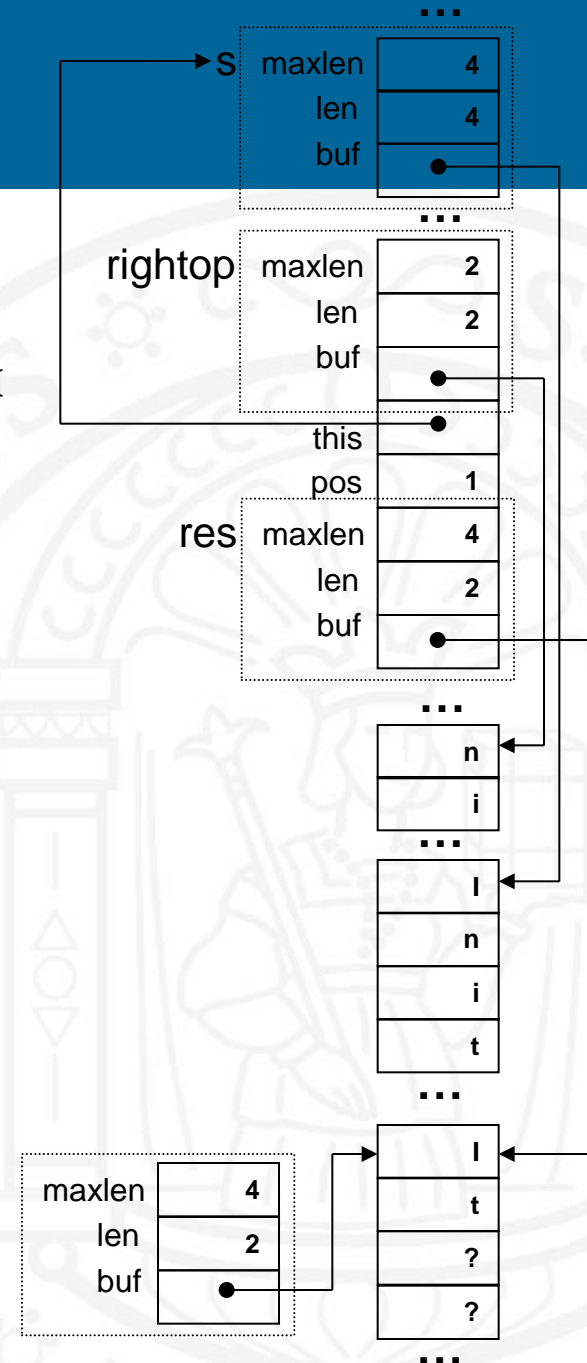 ...
s maxlen 4
len 4
buf
...
rightop maxlen 2
len 2
buf
this
pos 1
res maxlen 4
len 2
buf
...
n
i
...
I
n
i
t
...
I
t
?
?
maxlen 4
len 2
buf
...